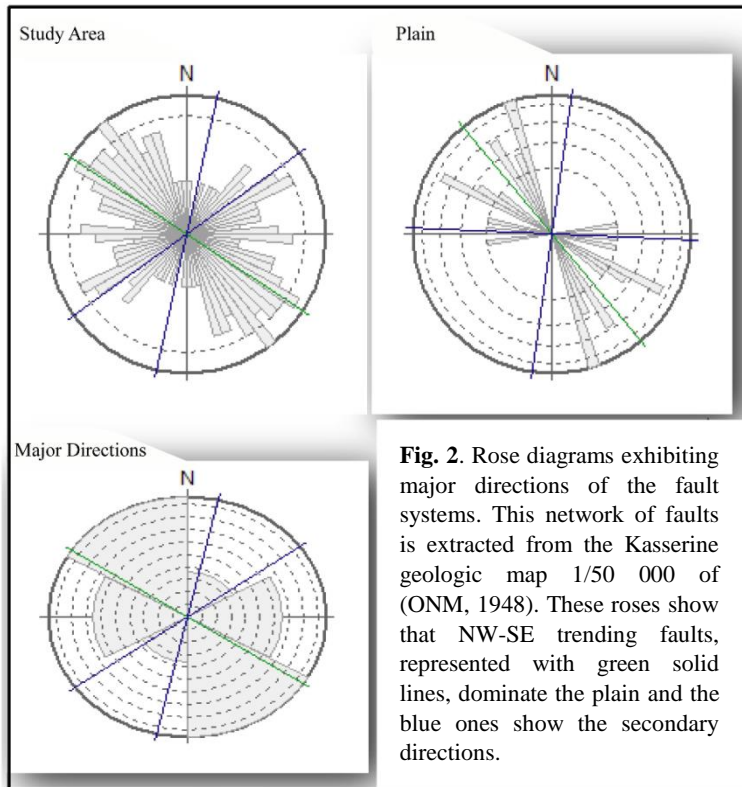 Study Area
N
Plain
N
Major Directions
N
Fig. 2. Rose diagrams exhibiting
major directions of the fault
systems. This network of faults
is extracted from the Kasserine
geologic map 1/50 000 of
(ONM, 1948). These roses show
that NW-SE trending faults,
represented with green solid
lines, dominate the plain and the
blue ones show the secondary
directions.